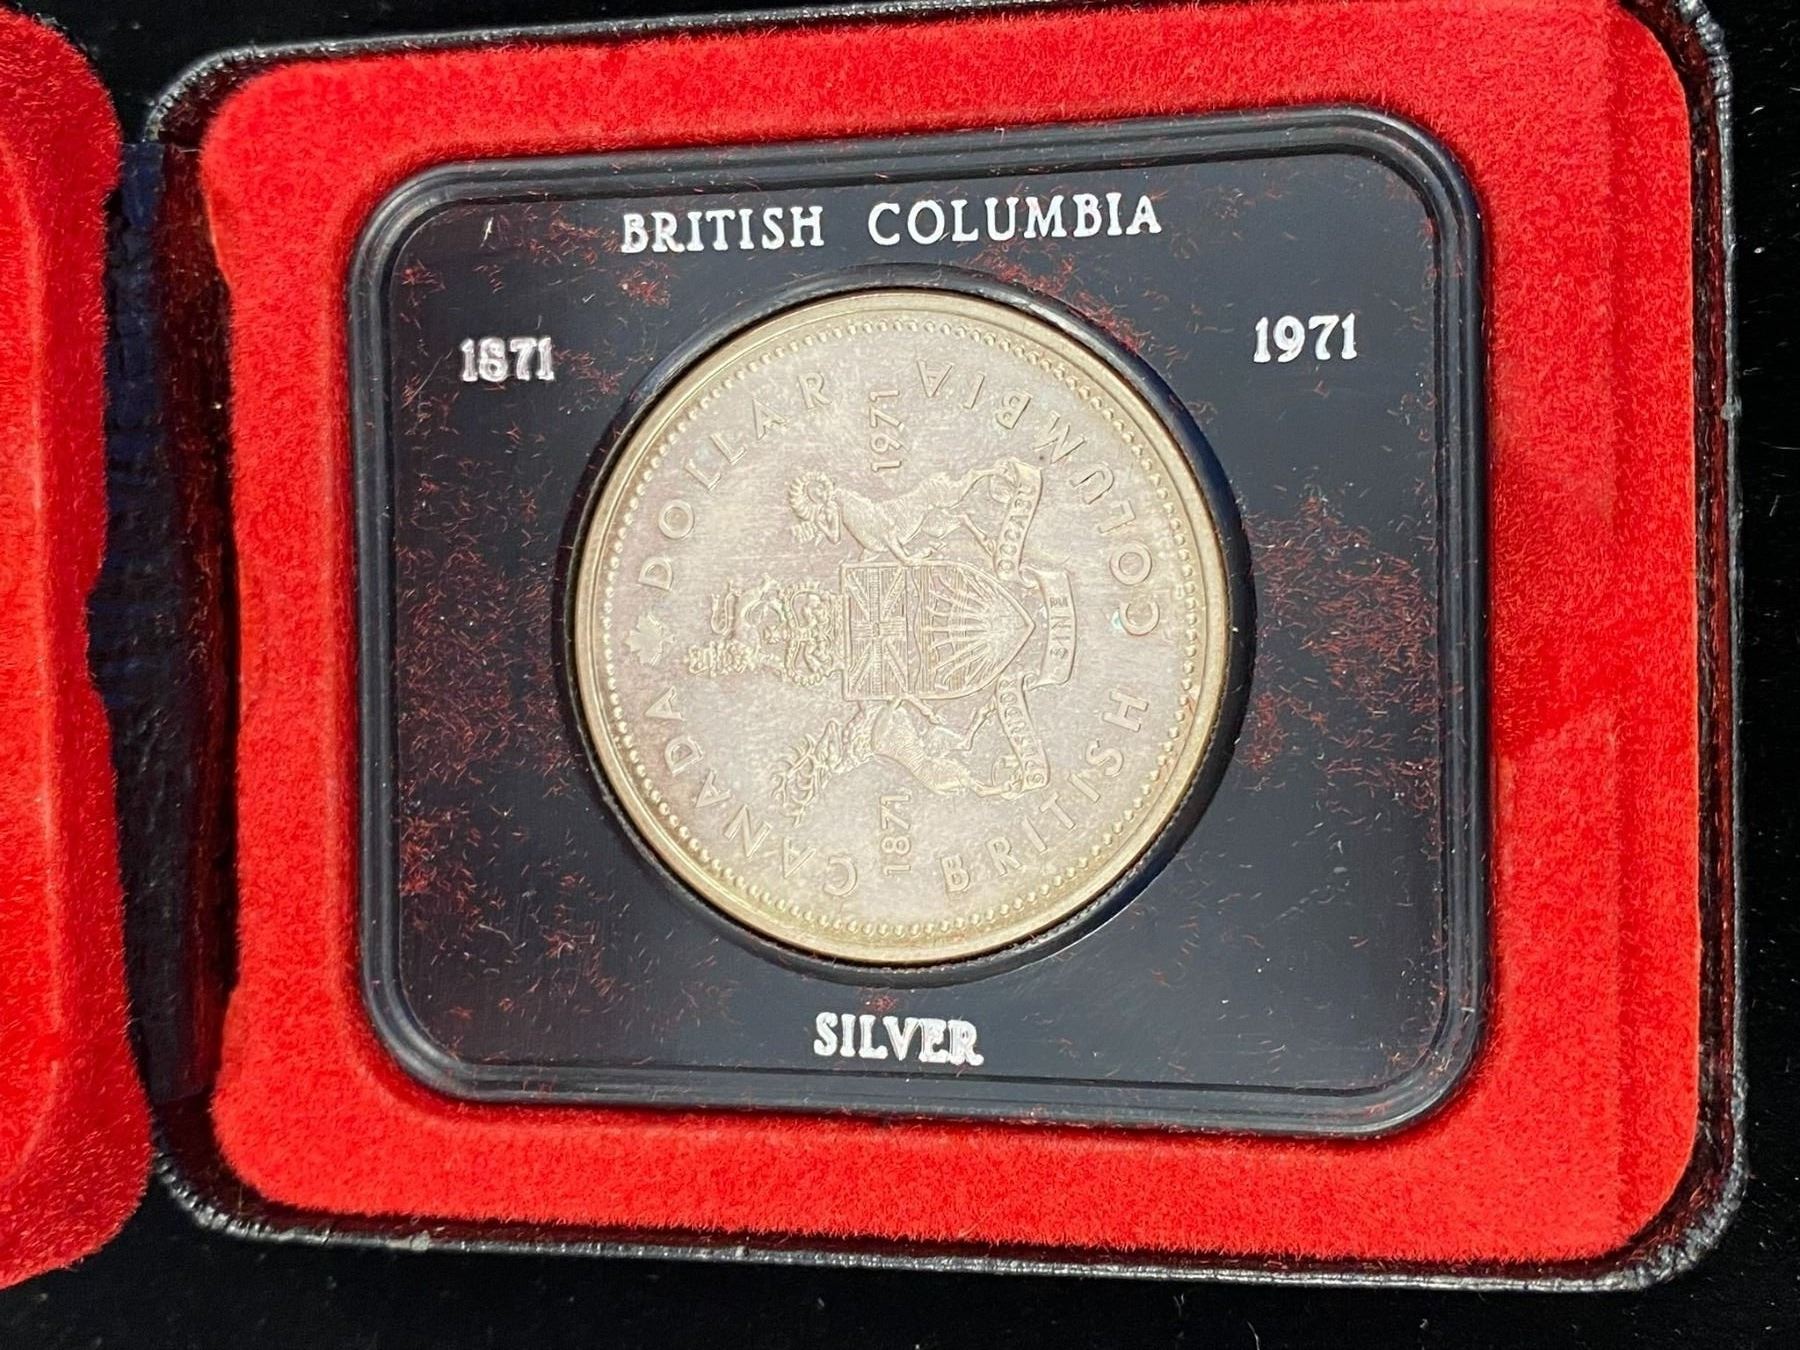 BRITISH COLUMBIA
1871
1971
CANADA DOLLAR
1871
1971
SPLENDOR SINE OCCASU
BRITISH COLUMBIA
SILVER